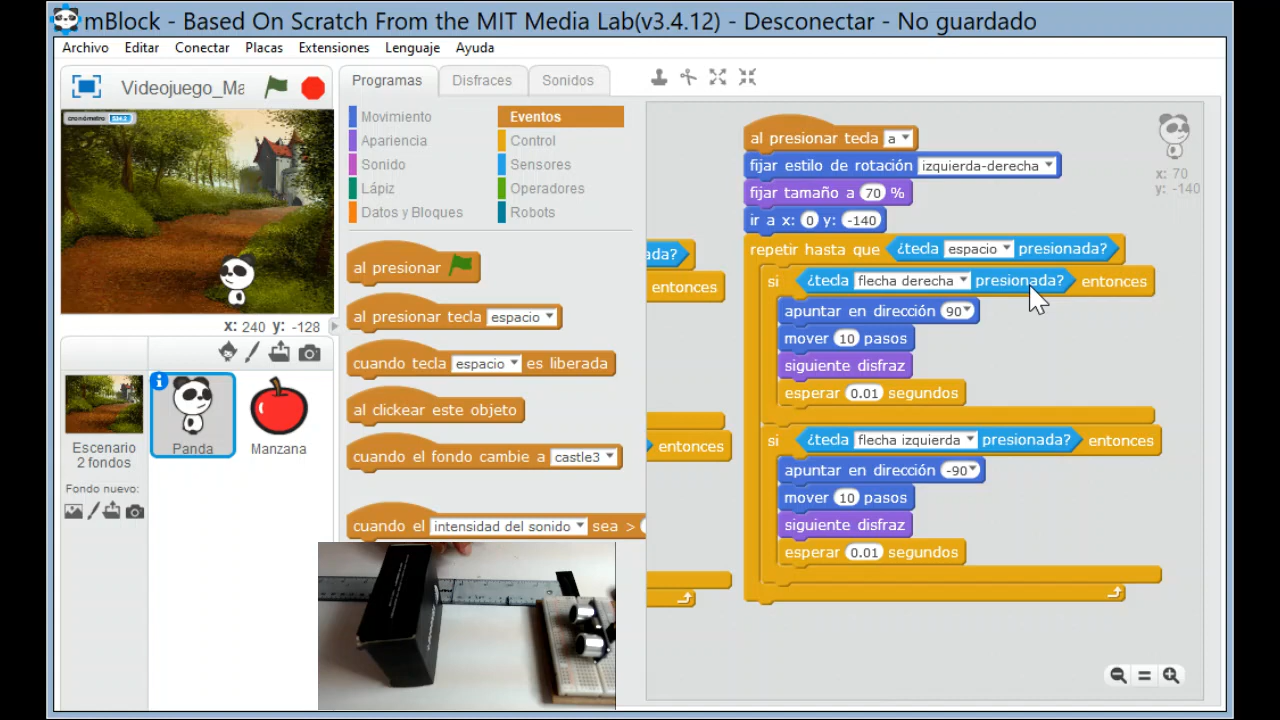 mBlock - Based On Scratch From the MIT Media Lab(v3.4.12) - Desconectar - No guardado
Archivo Editar Conectar Placas Extensiones Lenguaje Ayuda
Videojuego_Ma
Programas Disfraces Sonidos
cronómetro
Movimiento Eventos
Apariencia Control
Sonido Sensores
Lápiz Operadores
Datos y Bloques Robots
al presionar
al presionar tecla espacio
cuando tecla espacio es liberada
al clickear este objeto
cuando el fondo cambie a castle3
cuando el intensidad del sonido sea >
x: 240 y: -128
Escenario
2 fondos
Fondo nuevo:
Panda
Manzana
ada?
entonces
entonces
al presionar tecla a
fijar estilo de rotación izquierda-derecha
fijar tamaño a 70 %
ir a x: 0 y: -140
repetir hasta que ¿tecla espacio presionada?
si ¿tecla flecha derecha presionada? entonces
apuntar en dirección 90
mover 10 pasos
siguiente disfraz
esperar 0.01 segundos
si ¿tecla flecha izquierda presionada? entonces
apuntar en dirección -90
mover 10 pasos
siguiente disfraz
esperar 0.01 segundos
x: 70
y: -140